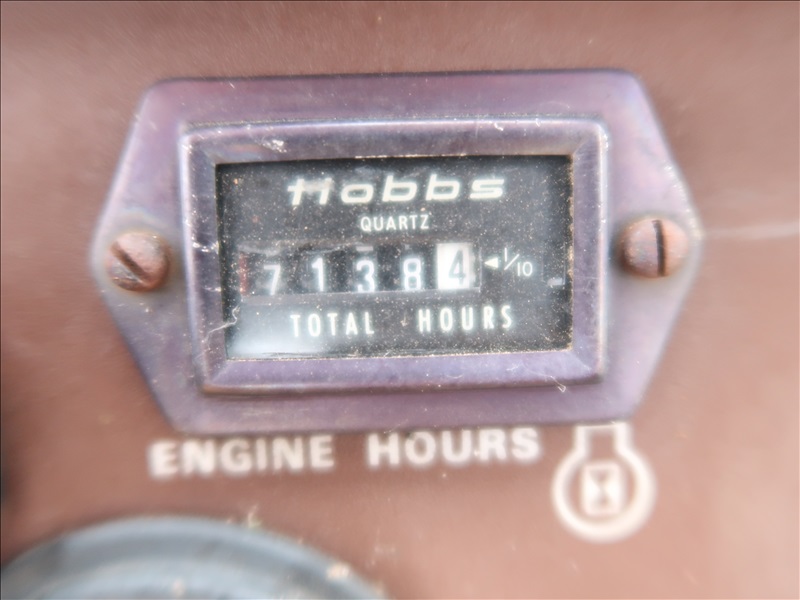 Hobbs
QUARTZ
71384 ◄1/10
TOTAL HOURS
ENGINE HOURS